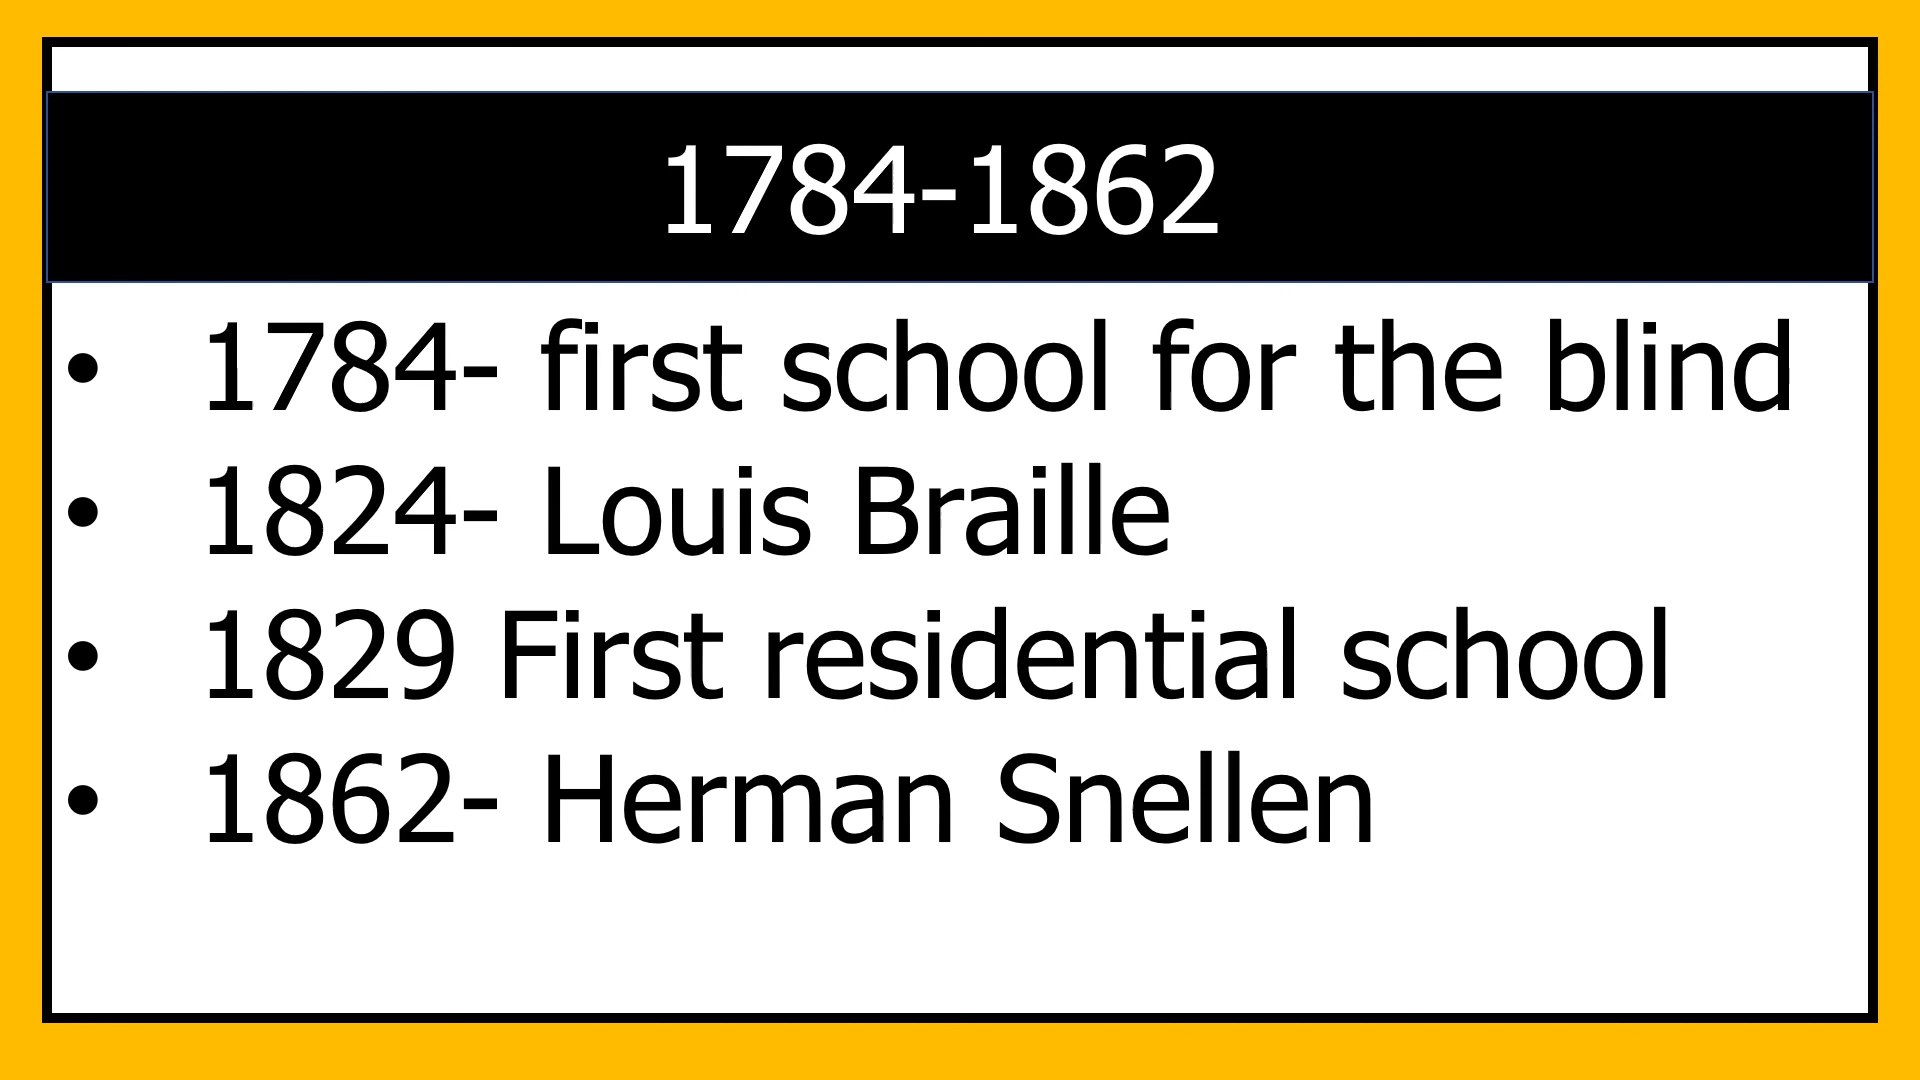 1784-1862
• 1784- first school for the blind
• 1824- Louis Braille
• 1829 First residential school
• 1862- Herman Snellen